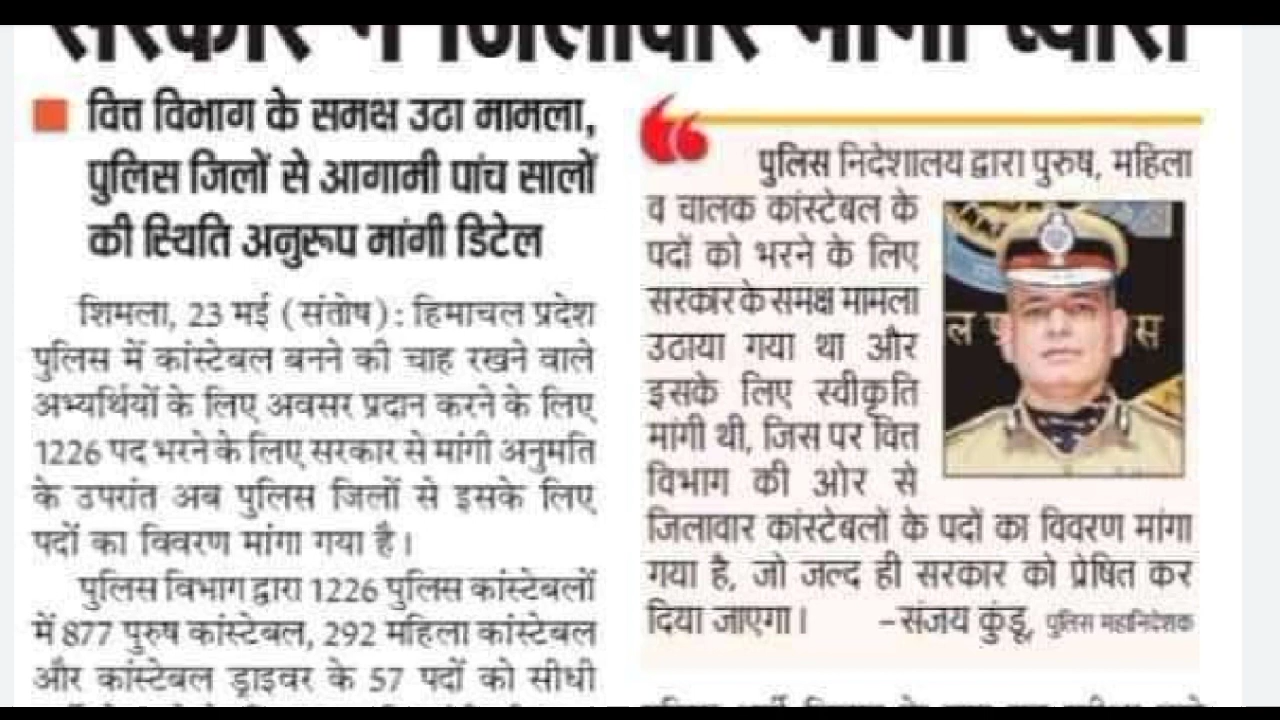 सरकार ने जिलावार मांगा ब्यौरा
वित्त विभाग के समक्ष उठा मामला,
पुलिस जिलों से आगामी पांच सालों
की स्थिति अनुरूप मांगी डिटेल
शिमला, 23 मई (संतोष): हिमाचल प्रदेश
पुलिस में कांस्टेबल बनने की चाह रखने वाले
अभ्यर्थियों के लिए अवसर प्रदान करने के लिए
1226 पद भरने के लिए सरकार से मांगी अनुमति
के उपरांत अब पुलिस जिलों से इसके लिए
पदों का विवरण मांगा गया है।
पुलिस विभाग द्वारा 1226 पुलिस कांस्टेबलों
में 877 पुरुष कांस्टेबल, 292 महिला कांस्टेबल
और कांस्टेबल ड्राइवर के 57 पदों को सीधी
पुलिस निदेशालय द्वारा पुरुष, महिला
व चालक कांस्टेबल के
पदों को भरने के लिए
सरकार के समक्ष मामला
उठाया गया था और
इसके लिए स्वीकृति
मांगी थी, जिस पर वित्त
विभाग की ओर से
जिलावार कांस्टेबलों के पदों का विवरण मांगा
गया है, जो जल्द ही सरकार को प्रेषित कर
दिया जाएगा। -संजय कुंडू, पुलिस महानिदेशक